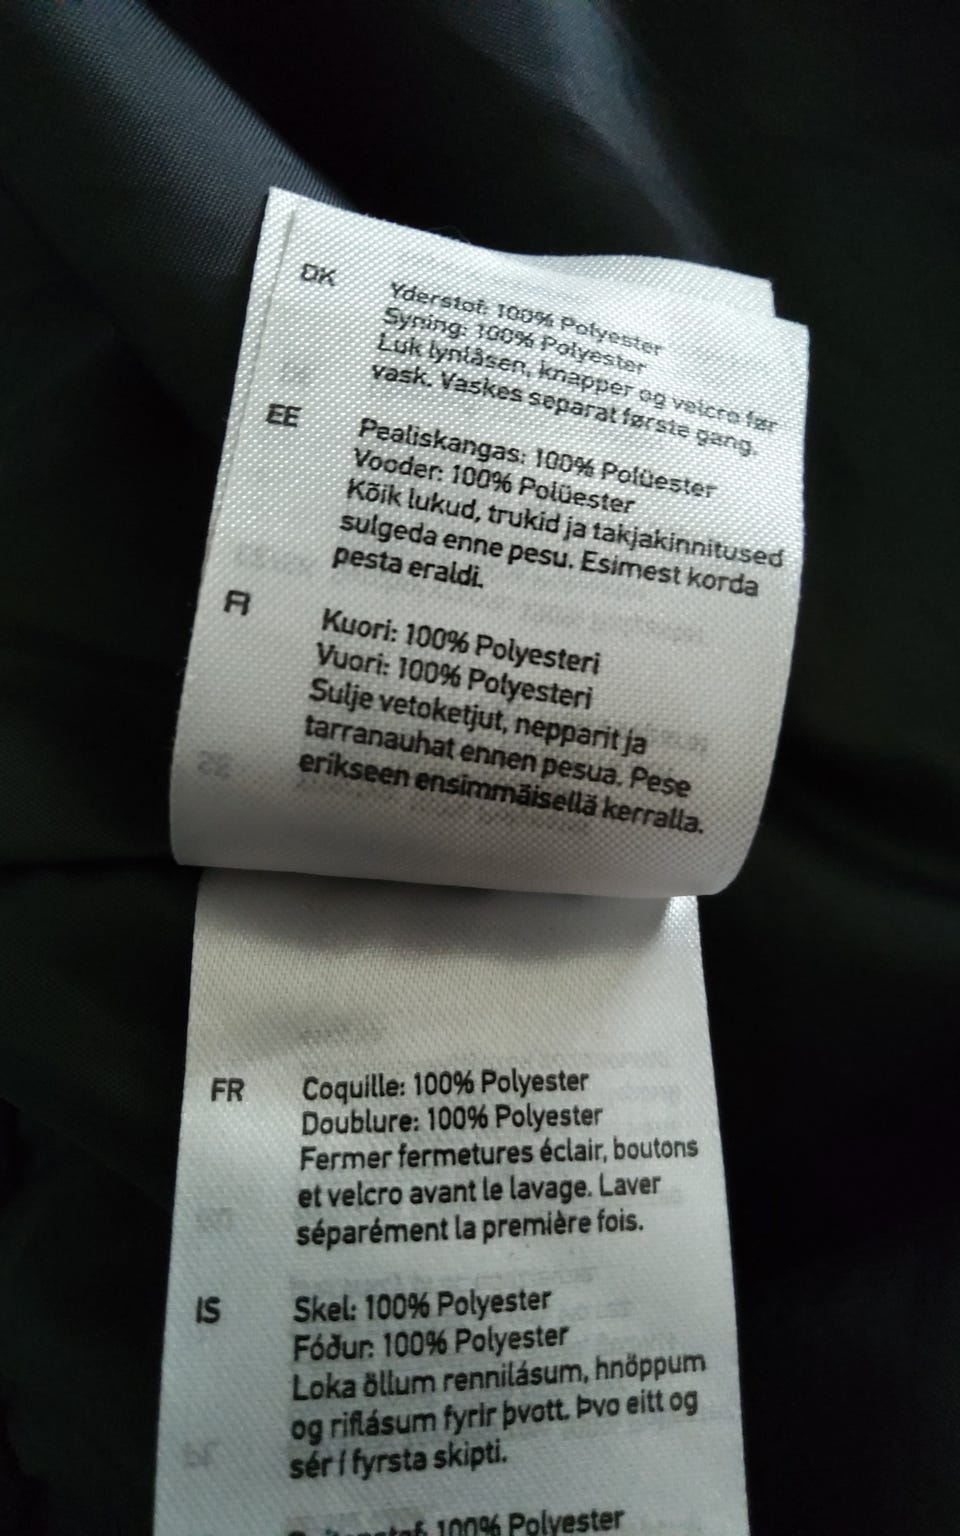 DK
Yderstof: 100% Polyester
Syning: 100% Polyester
Luk lynlåsen, knapper og velcro før
vask. Vaskes separat første gang.
EE
Pealiskangas: 100% Polüester
Vooder: 100% Polüester
Kõik lukud, trukid ja takjakinnitused
sulgeda enne pesu. Esimest korda
pesta eraldi.
FI
Kuori: 100% Polyesteri
Vuori: 100% Polyesteri
Sulje vetoketjut, nepparit ja
tarranauhat ennen pesua. Pese
erikseen ensimmäisellä kerralla.
FR
Coquille: 100% Polyester
Doublure: 100% Polyester
Fermer fermetures éclair, boutons
et velcro avant le lavage. Laver
séparément la première fois.
IS
Skel: 100% Polyester
Fóður: 100% Polyester
Loka öllum rennilásum, hnöppum
og riflásum fyrir þvott. Þvo eitt og
sér í fyrsta skipti.
100% Polyester